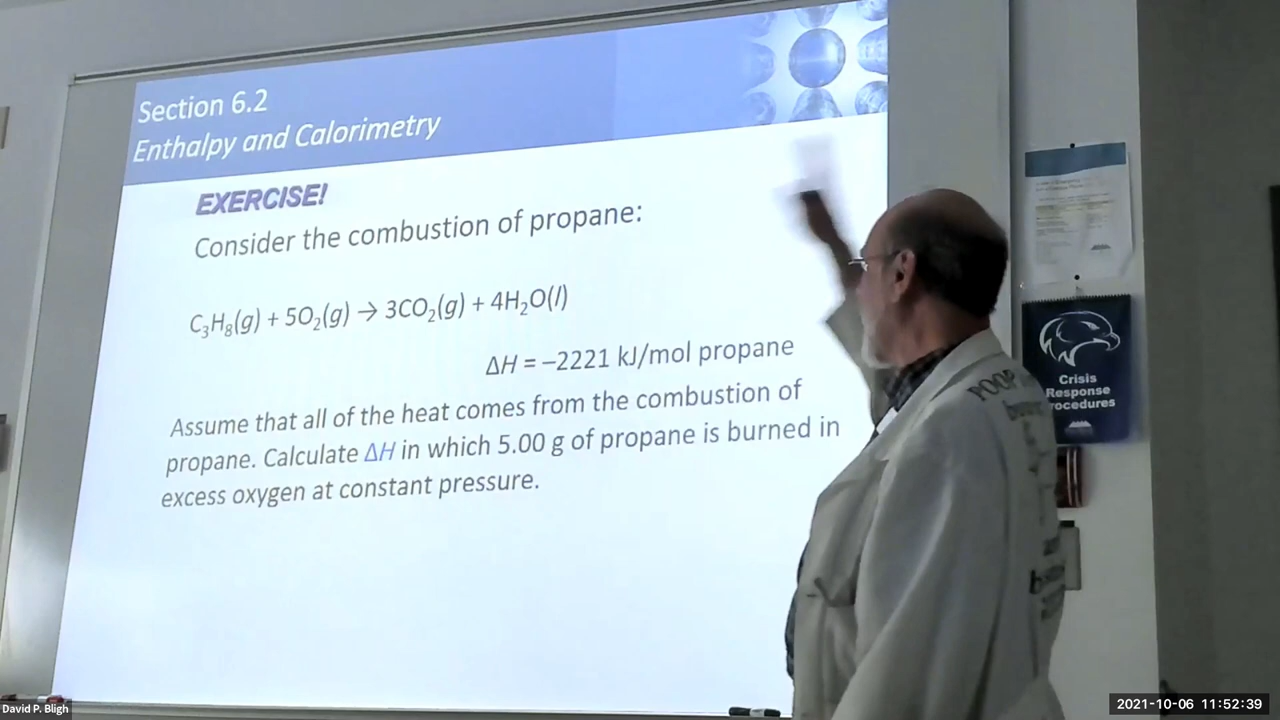 Section 6.2
Enthalpy and Calorimetry
EXERCISE!
Consider the combustion of propane:
C₃H₈(g) + 5O₂(g) → 3CO₂(g) + 4H₂O(l)
ΔH = –2221 kJ/mol propane
Assume that all of the heat comes from the combustion of
propane. Calculate ΔH in which 5.00 g of propane is burned in
excess oxygen at constant pressure.
Crisis
Response
rocedures
POOP
David P. Bligh
2021-10-06 11:52:39